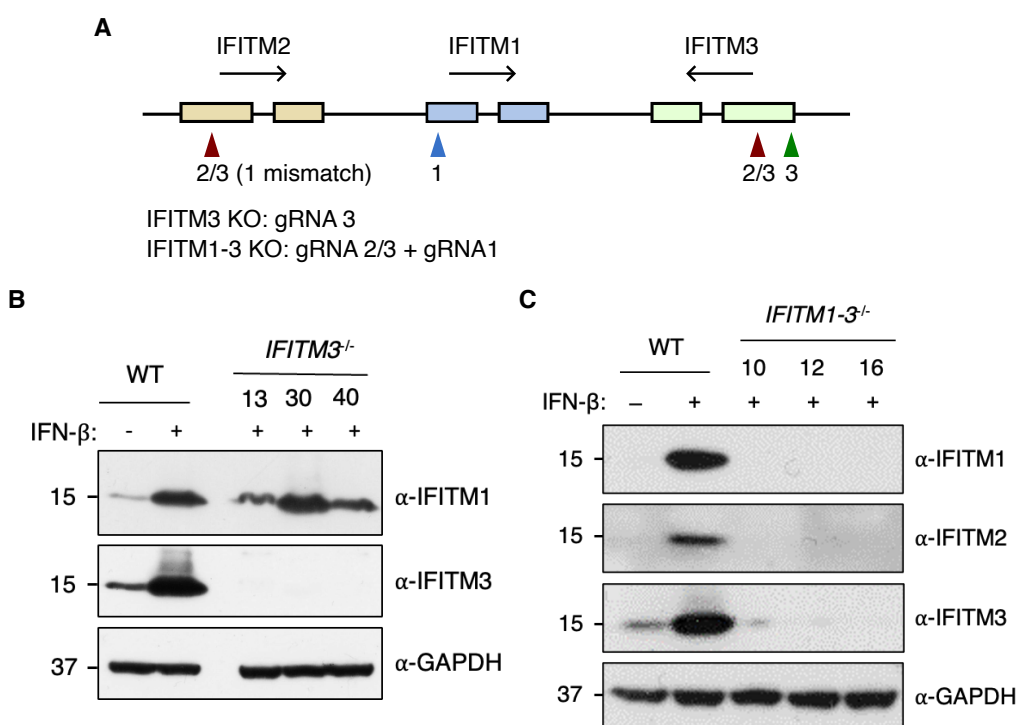 A
IFITM2 IFITM1 IFITM3
2/3 (1 mismatch) 1 2/3 3
IFITM3 KO: gRNA 3
IFITM1-3 KO: gRNA 2/3 + gRNA1
B
WT IFITM3-/-
13 30 40
IFN-β: - + + + +
15 α-IFITM1
15 α-IFITM3
37 α-GAPDH
C
IFITM1-3-/-
WT
10 12 16
IFN-β: – + + + +
15 α-IFITM1
15 α-IFITM2
15 α-IFITM3
37 α-GAPDH